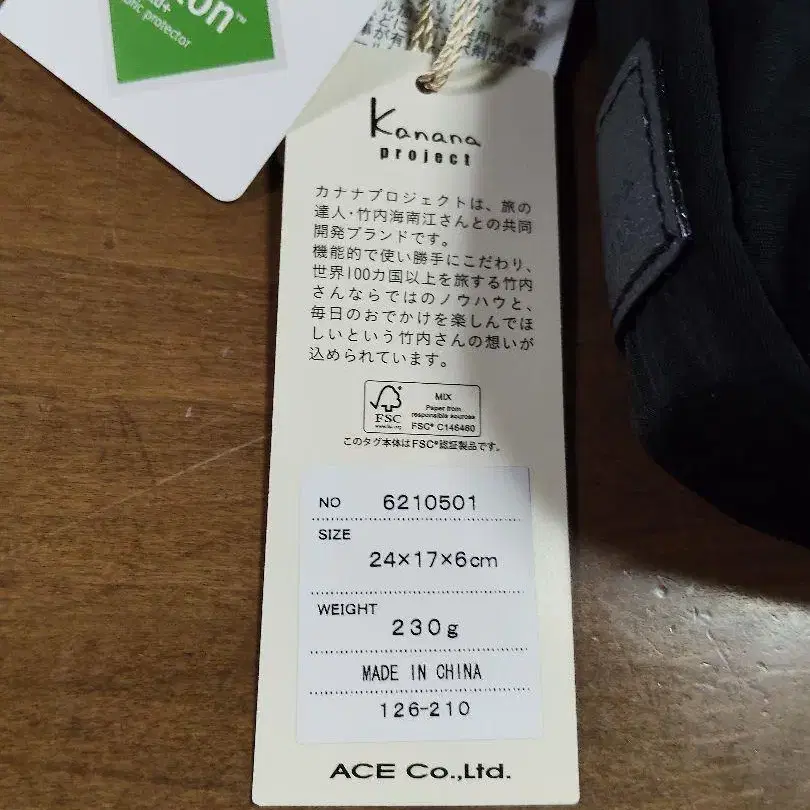 protector
Kanana
project
カナナプロジェクトは、旅の
達人・竹内海南江さんとの共同
開発ブランドです。
機能的で使い勝手にこだわり、
世界100カ国以上を旅する竹内
さんならではのノウハウと、
毎日のおでかけを楽しんでほ
しいという竹内さんの想いが
込められています。
FSC
MIX
Paper from
responsible sources
FSC® C146460
このタグ本体はFSC®認証製品です。
NO 6210501
SIZE
24×17×6cm
WEIGHT
230g
MADE IN CHINA
126-210
ACE Co.,Ltd.